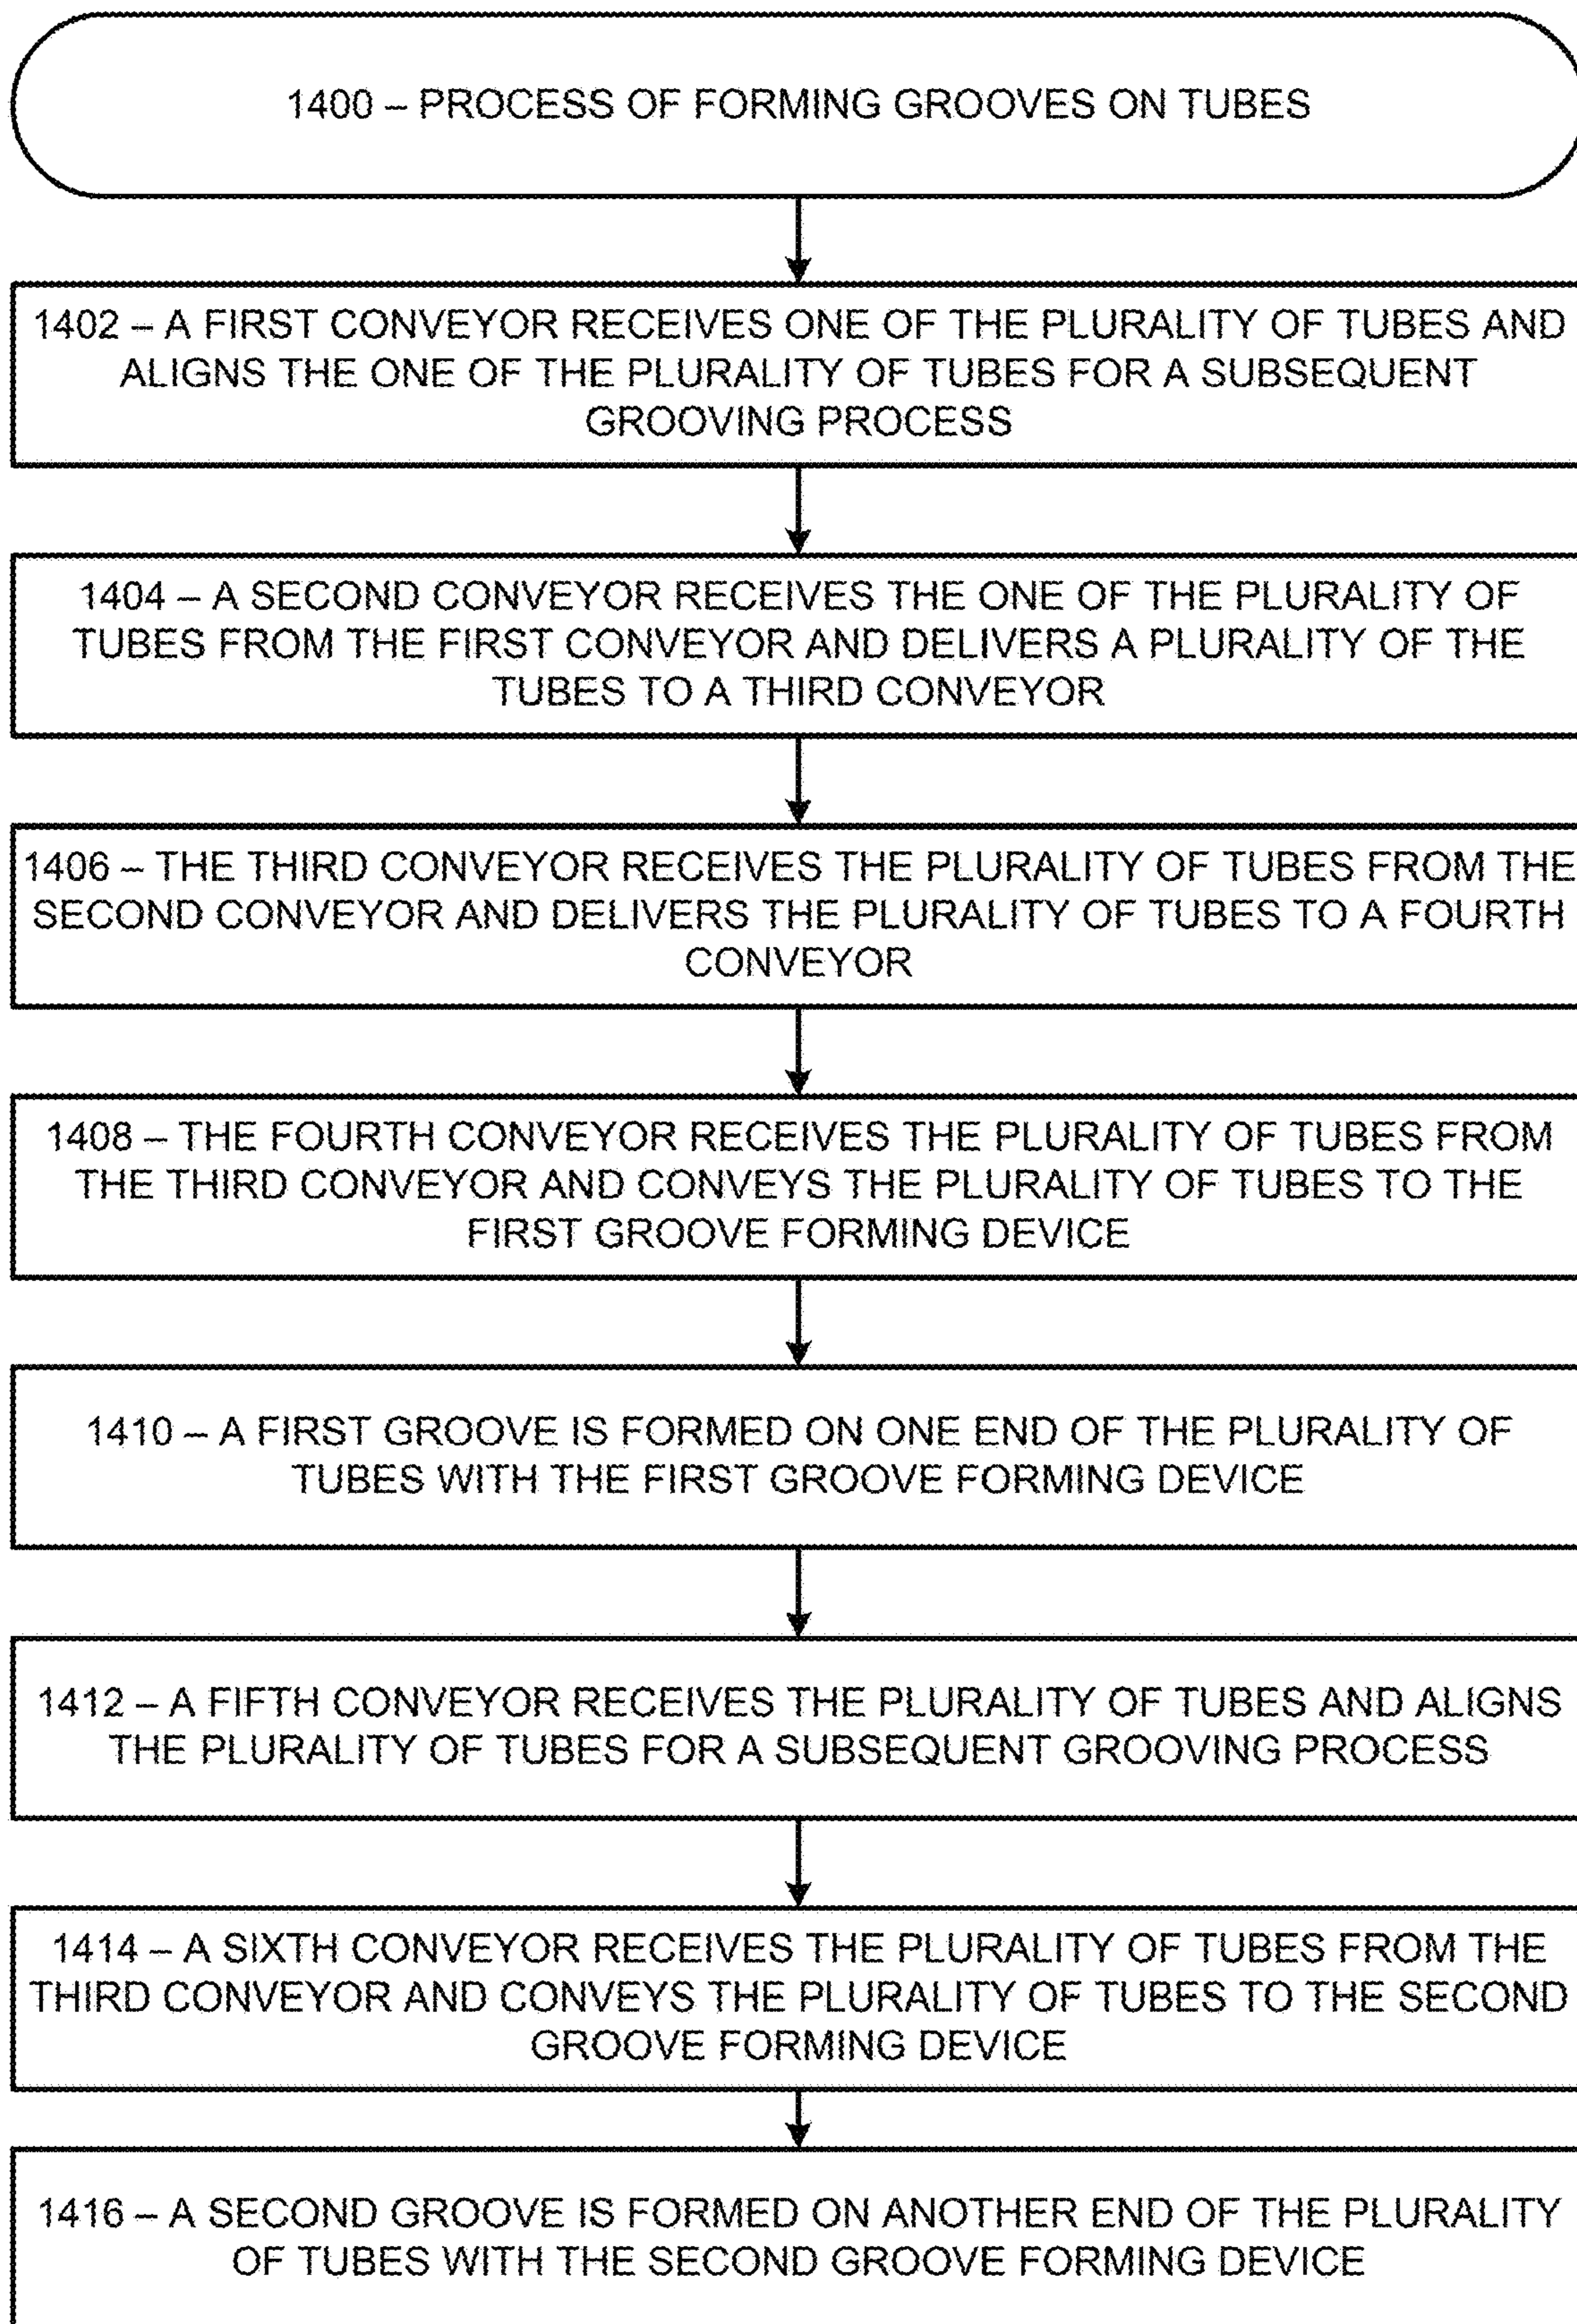 1400 – PROCESS OF FORMING GROOVES ON TUBES
1402 – A FIRST CONVEYOR RECEIVES ONE OF THE PLURALITY OF TUBES AND
ALIGNS THE ONE OF THE PLURALITY OF TUBES FOR A SUBSEQUENT
GROOVING PROCESS
1404 – A SECOND CONVEYOR RECEIVES THE ONE OF THE PLURALITY OF
TUBES FROM THE FIRST CONVEYOR AND DELIVERS A PLURALITY OF THE
TUBES TO A THIRD CONVEYOR
1406 – THE THIRD CONVEYOR RECEIVES THE PLURALITY OF TUBES FROM THE
SECOND CONVEYOR AND DELIVERS THE PLURALITY OF TUBES TO A FOURTH
CONVEYOR
1408 – THE FOURTH CONVEYOR RECEIVES THE PLURALITY OF TUBES FROM
THE THIRD CONVEYOR AND CONVEYS THE PLURALITY OF TUBES TO THE
FIRST GROOVE FORMING DEVICE
1410 – A FIRST GROOVE IS FORMED ON ONE END OF THE PLURALITY OF
TUBES WITH THE FIRST GROOVE FORMING DEVICE
1412 – A FIFTH CONVEYOR RECEIVES THE PLURALITY OF TUBES AND ALIGNS
THE PLURALITY OF TUBES FOR A SUBSEQUENT GROOVING PROCESS
1414 – A SIXTH CONVEYOR RECEIVES THE PLURALITY OF TUBES FROM THE
THIRD CONVEYOR AND CONVEYS THE PLURALITY OF TUBES TO THE SECOND
GROOVE FORMING DEVICE
1416 – A SECOND GROOVE IS FORMED ON ANOTHER END OF THE PLURALITY
OF TUBES WITH THE SECOND GROOVE FORMING DEVICE